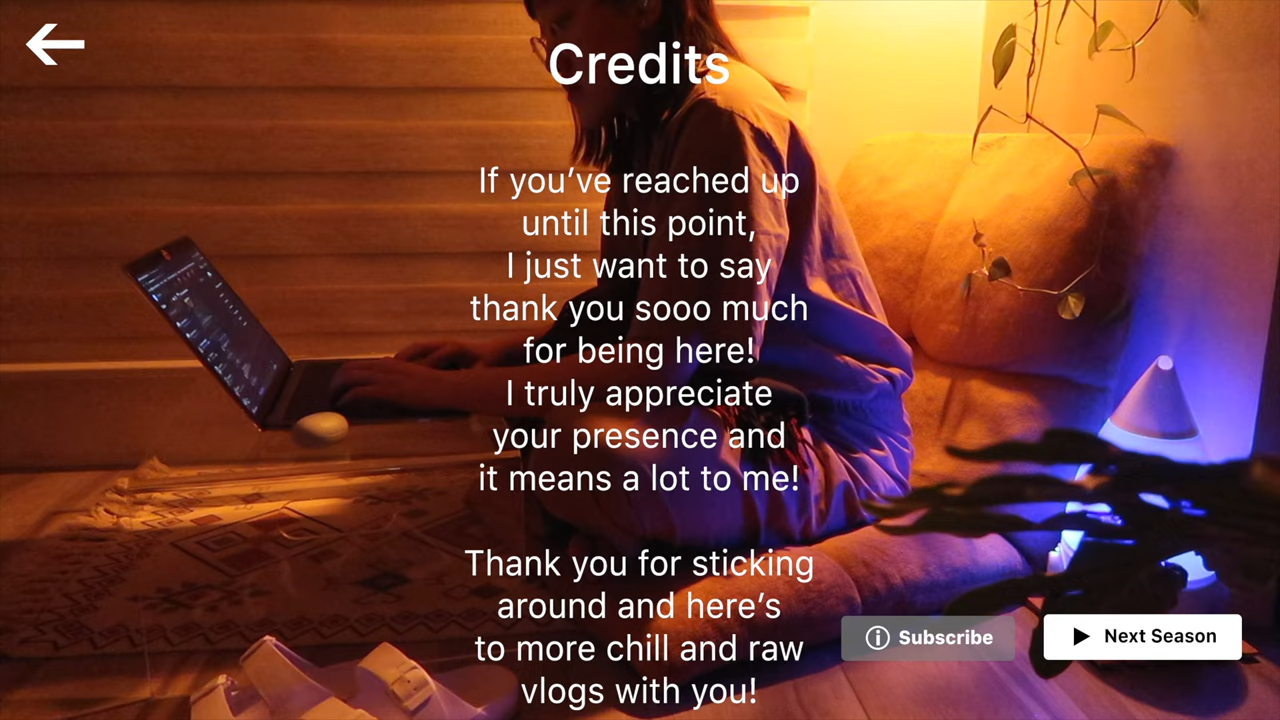 Credits
If you’ve reached up
until this point,
I just want to say
thank you sooo much
for being here!
I truly appreciate
your presence and
it means a lot to me!
Thank you for sticking
around and here’s
to more chill and raw
vlogs with you!
Subscribe
Next Season